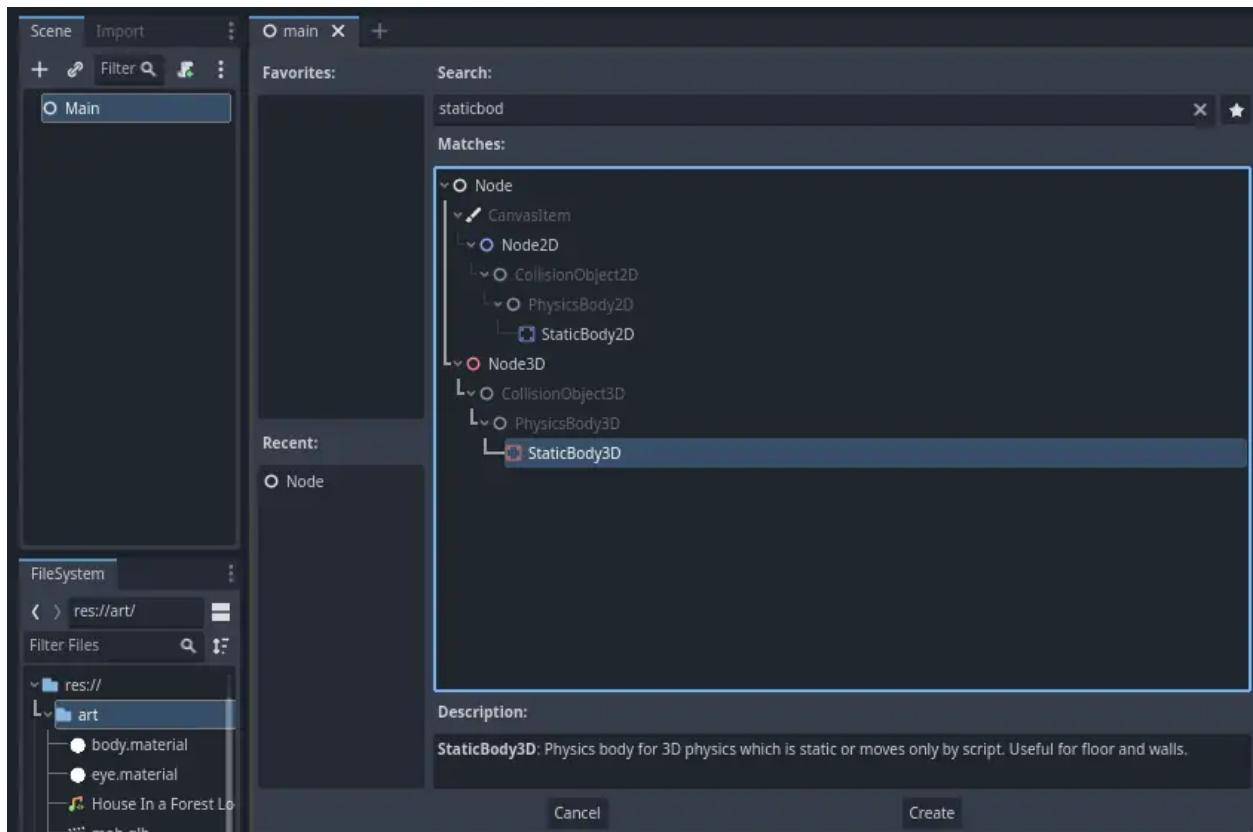 Scene Import
Filter
Main
main
Favorites:
Search:
staticbod
Matches:
Node
CanvasItem
Node2D
CollisionObject2D
PhysicsBody2D
StaticBody2D
Node3D
CollisionObject3D
PhysicsBody3D
StaticBody3D
Recent:
Node
Description:
StaticBody3D: Physics body for 3D physics which is static or moves only by script. Useful for floor and walls.
Cancel Create
FileSystem
res://art/
Filter Files
res://
art
body.material
eye.material
House In a Forest Lo